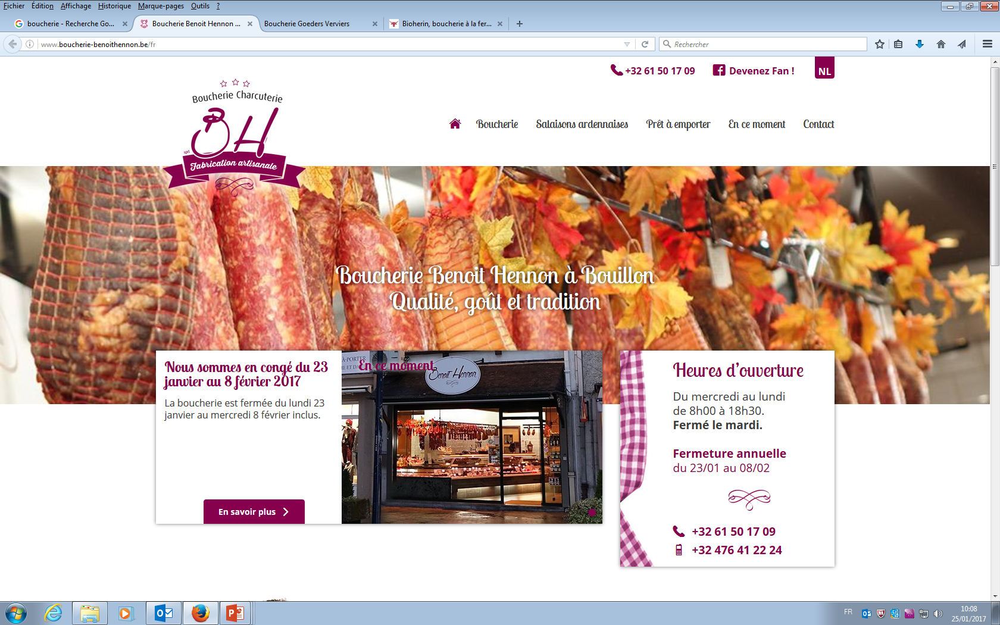 Fichier Édition Affichage Historique Marque-pages Outils ?
boucherie - Recherche Go...
Boucherie Benoit Hennon ...
Boucherie Goeders Verviers
Bioherin, boucherie à la fer...
www.boucherie-benoithennon.be/fr
Rechercher
+32 61 50 17 09
Devenez Fan !
NL
Boucherie Charcuterie
BH
sprl
Fabrication artisanale
Boucherie
Salaisons ardennaises
Prêt à emporter
En ce moment
Contact
Boucherie Benoit Hennon à Bouillon
Qualité, goût et tradition
Nous sommes en congé du 23
janvier au 8 février 2017
La boucherie est fermée du lundi 23
janvier au mercredi 8 février inclus.
En savoir plus
En ce moment
Benoit Hennon
Heures d’ouverture
Du mercredi au lundi
de 8h00 à 18h30.
Fermé le mardi.
Fermeture annuelle
du 23/01 au 08/02
+32 61 50 17 09
+32 476 41 22 24
FR
10:08
25/01/2017